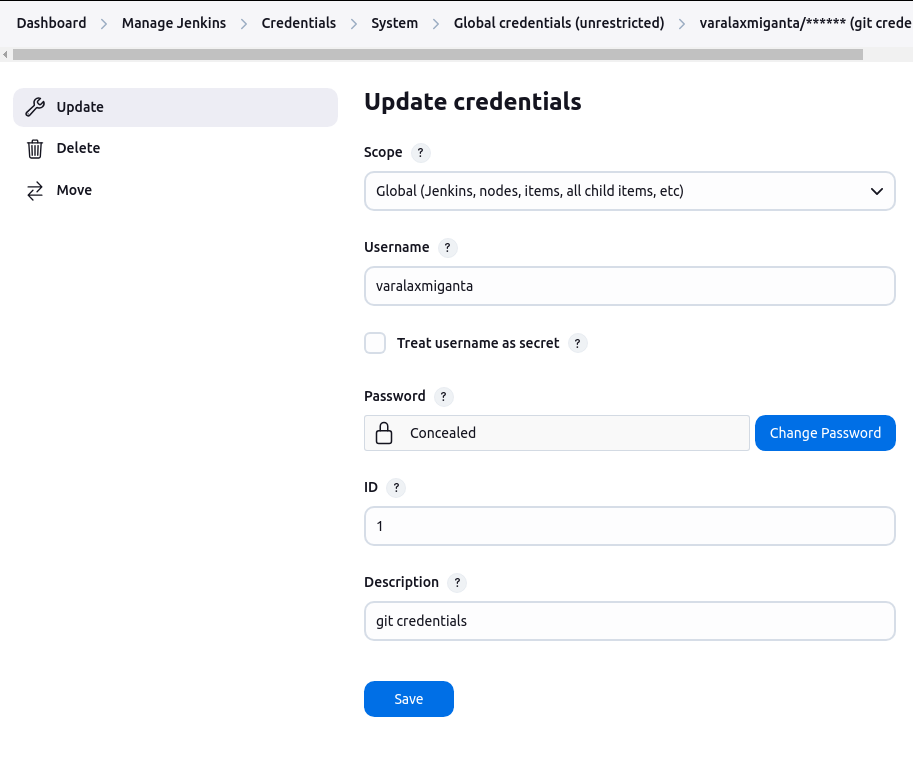 Dashboard > Manage Jenkins > Credentials > System > Global credentials (unrestricted) > varalaxmiganta/****** (git crede
Update
Delete
Move
Update credentials
Scope ?
Global (Jenkins, nodes, items, all child items, etc)
Username ?
varalaxmiganta
Treat username as secret ?
Password ?
Concealed
Change Password
ID ?
1
Description ?
git credentials
Save